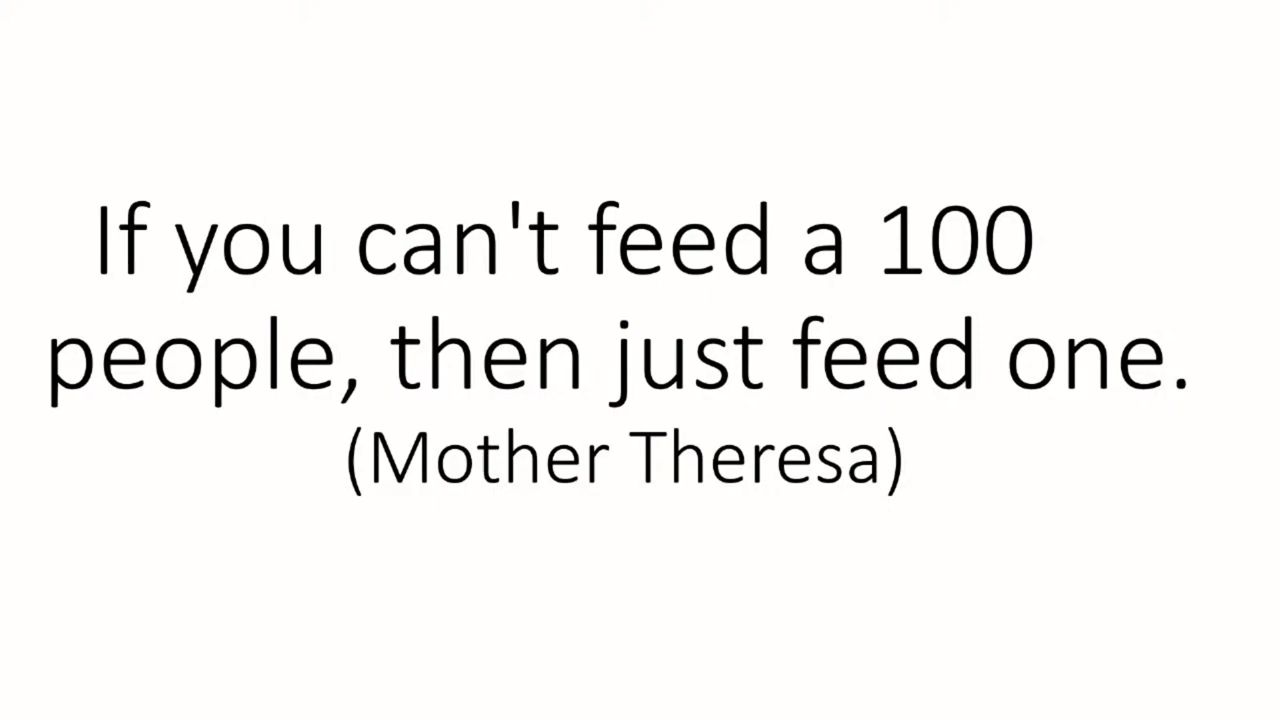 If you can't feed a 100
people, then just feed one.
(Mother Theresa)